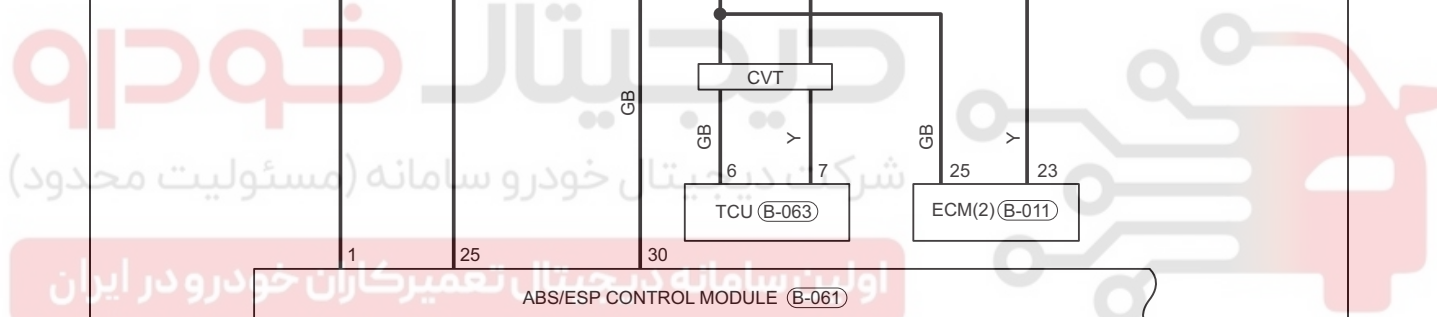 دیجیتال خودرو
CVT
GB
GB
Y
GB
Y
شرکت دیجیتال خودرو سامانه (مسئولیت محدود)
6
7
25
23
TCU B-063
ECM(2) B-011
1
25
30
اولین سامانه دیجیتال تعمیرکاران خودرو در ایران
ABS/ESP CONTROL MODULE B-061